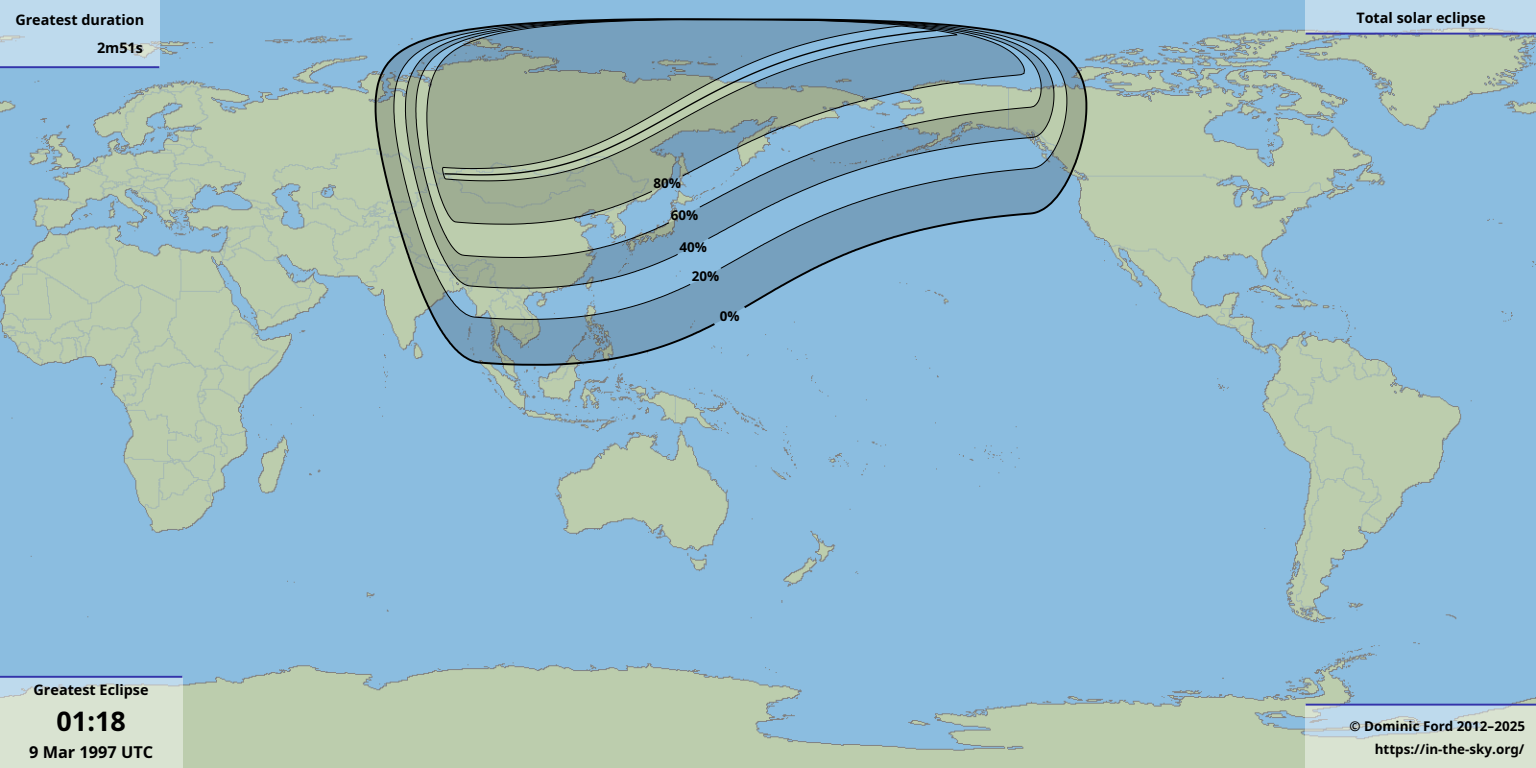 Greatest duration
2m51s
Total solar eclipse
80%
60%
40%
20%
0%
Greatest Eclipse
01:18
9 Mar 1997 UTC
© Dominic Ford 2012–2025
https://in-the-sky.org/